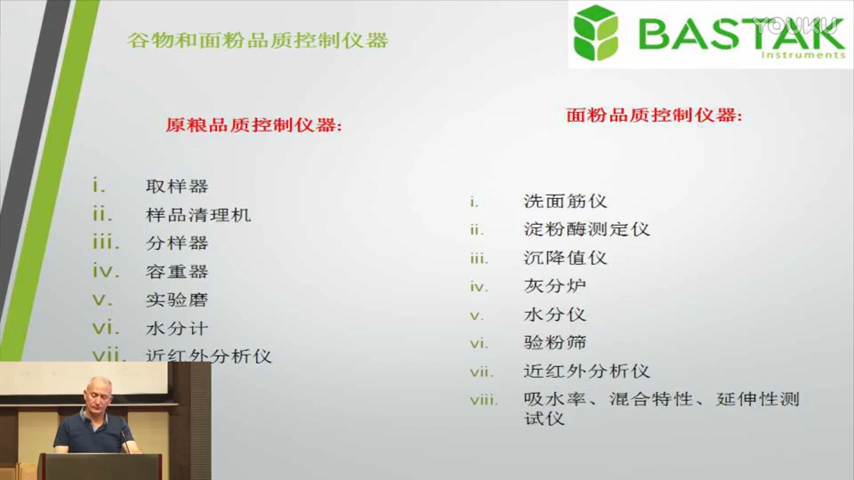 谷物和面粉品质控制仪器
BASTAK
instruments
YOUKU
原粮品质控制仪器:
i. 取样器
ii. 样品清理机
iii. 分样器
iv. 容重器
v. 实验磨
vi. 水分计
vii. 近红外分析仪
面粉品质控制仪器:
i. 洗面筋仪
ii. 淀粉酶测定仪
iii. 沉降值仪
iv. 灰分炉
v. 水分仪
vi. 验粉筛
vii. 近红外分析仪
viii. 吸水率、混合特性、延伸性测
试仪